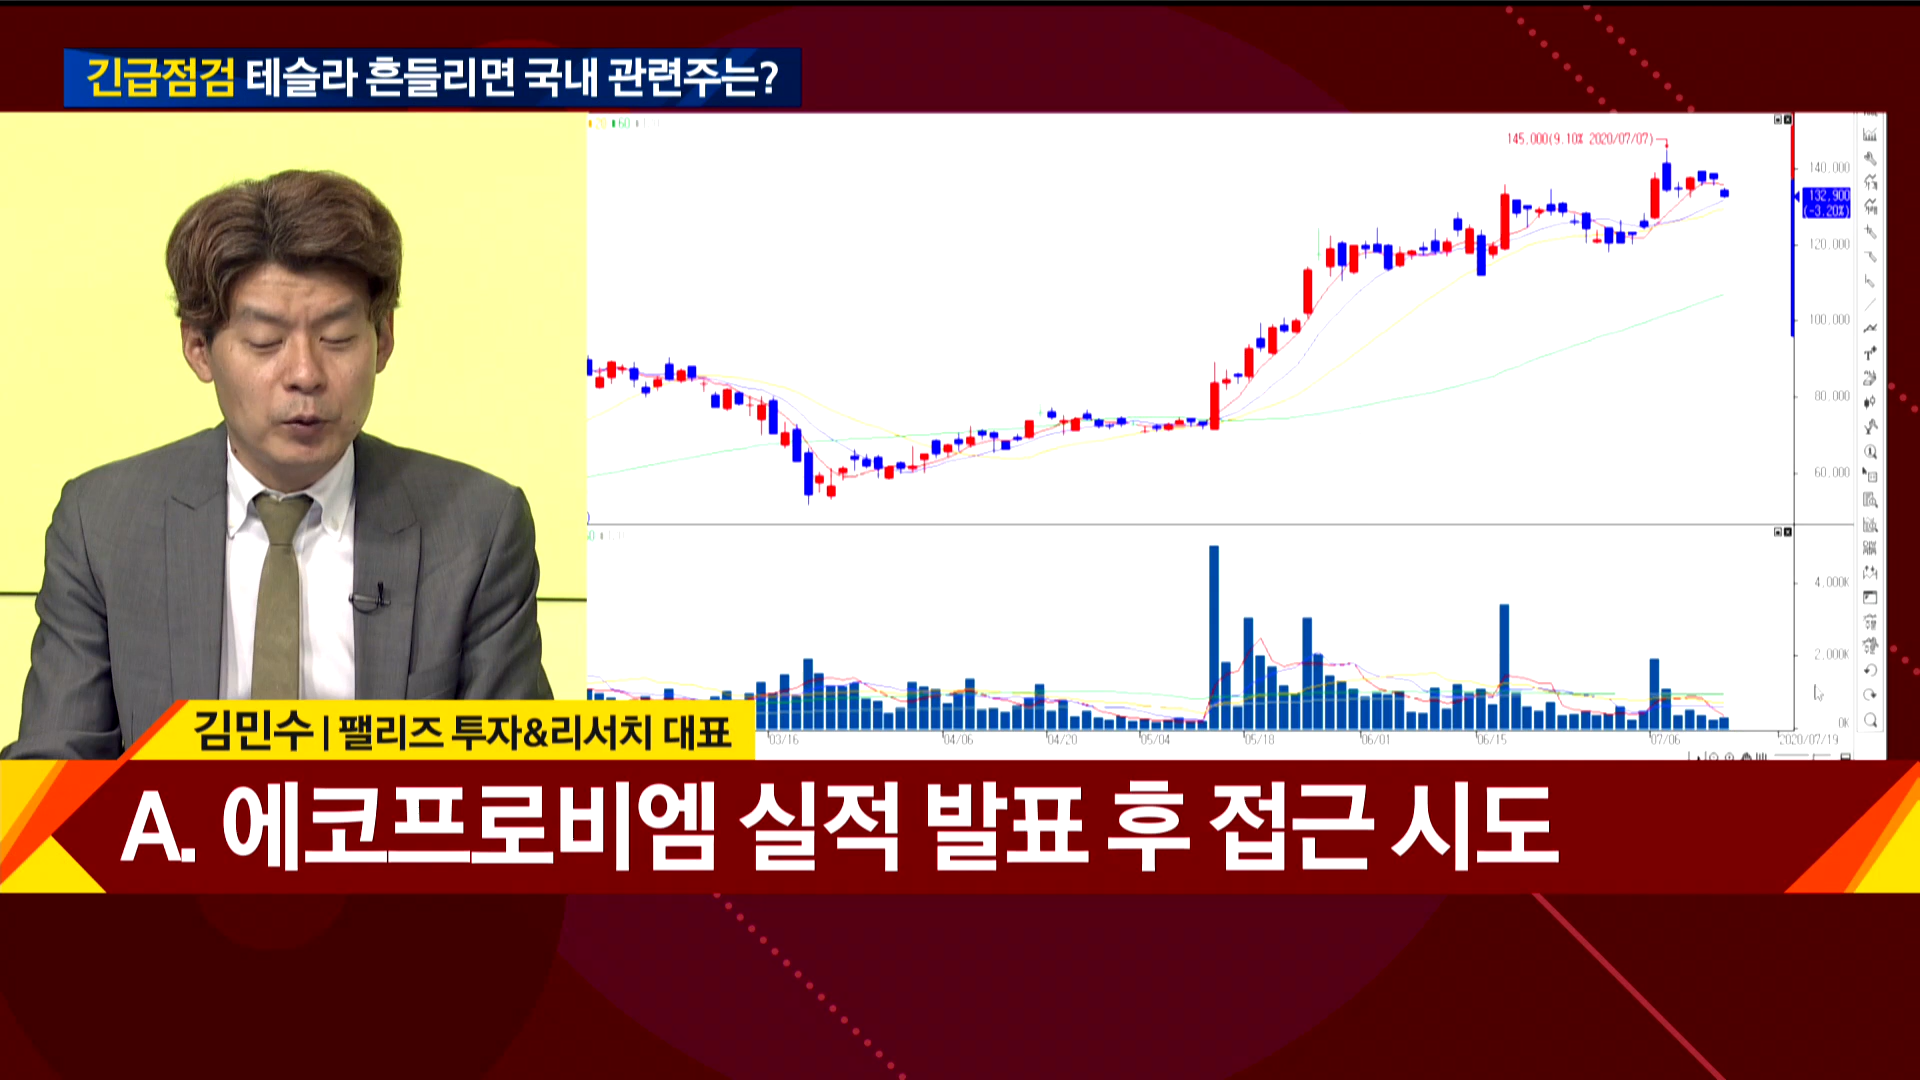 긴급점검 테슬라 흔들리면 국내 관련주는?
20 60
145,000(9.10% 2020/07/07)
140,000
132,900
(-3.20%)
120,000
100,000
80,000
60,000
4,000K
2,000K
0K
03/16 04/06 04/20 05/04 05/18 06/01 06/15 07/06 2020/07/19
김민수 | 팰리즈 투자&리서치 대표
A. 에코프로비엠 실적 발표 후 접근 시도